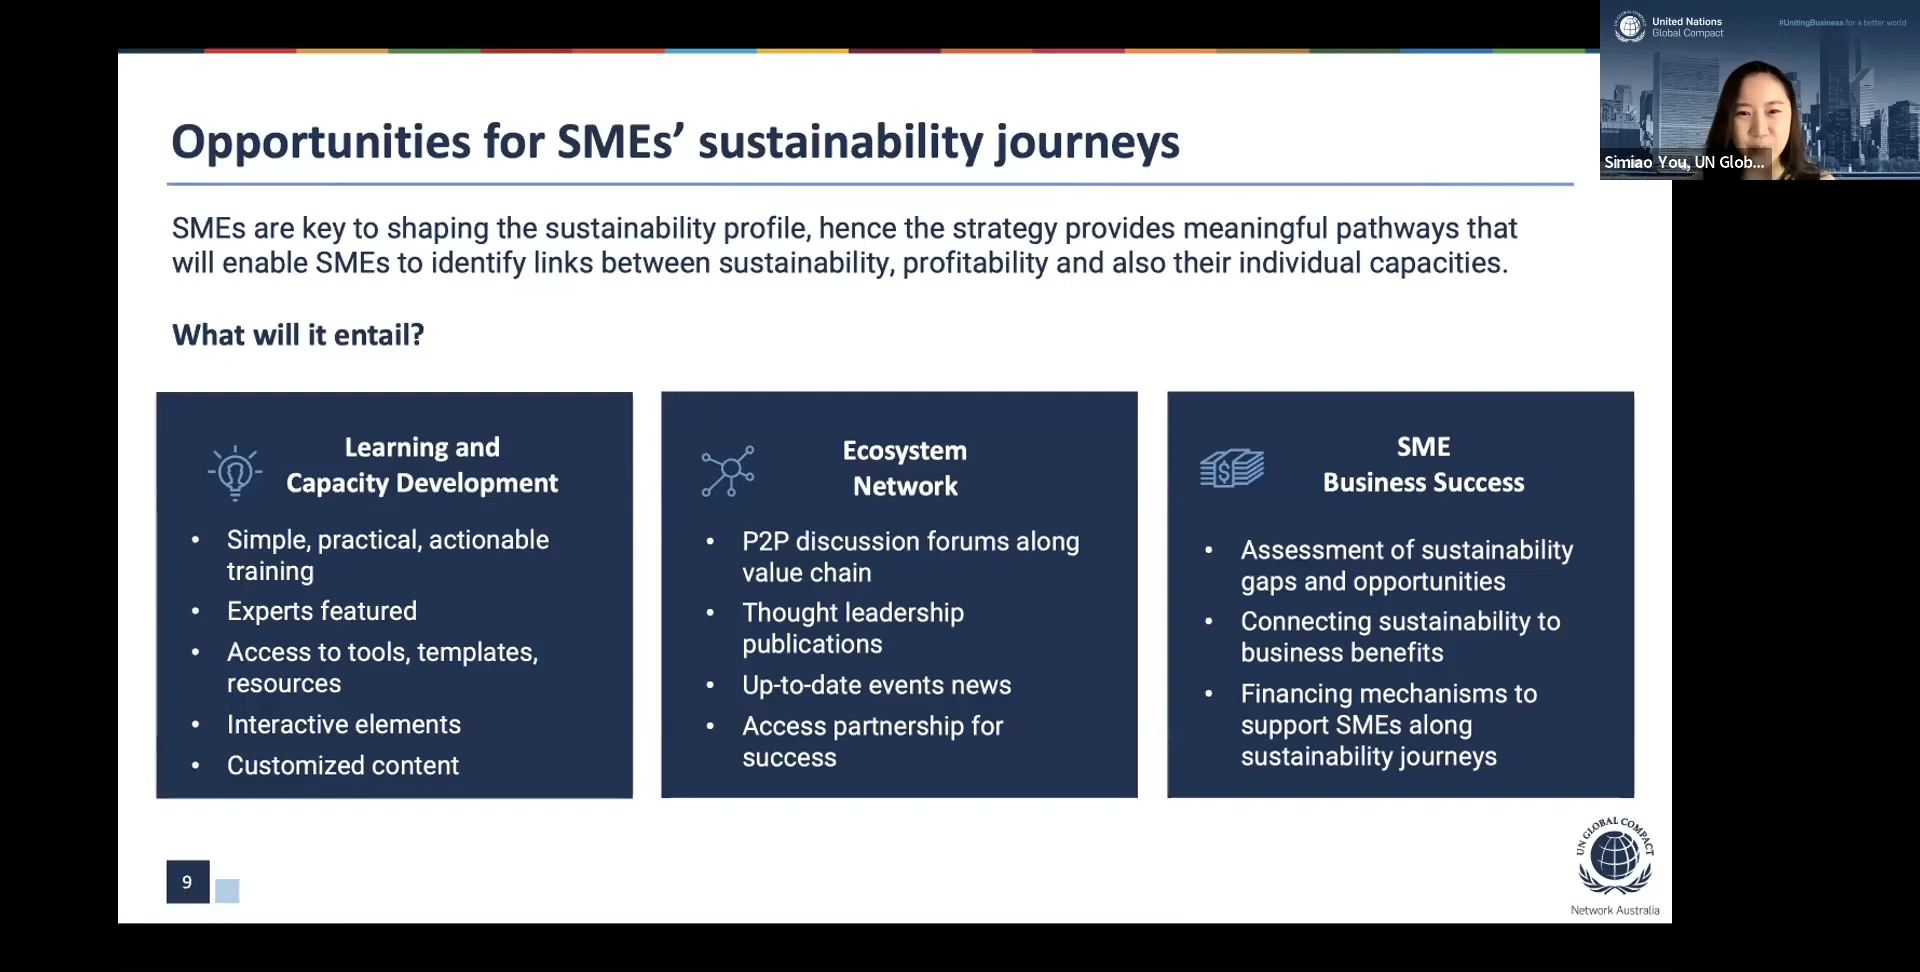 United Nations
Global Compact
#UnitingBusiness for a better world
Simiao You, UN Glob...
Opportunities for SMEs’ sustainability journeys
SMEs are key to shaping the sustainability profile, hence the strategy provides meaningful pathways that
will enable SMEs to identify links between sustainability, profitability and also their individual capacities.
What will it entail?
Learning and
Capacity Development
• Simple, practical, actionable
training
• Experts featured
• Access to tools, templates,
resources
• Interactive elements
• Customized content
Ecosystem
Network
• P2P discussion forums along
value chain
• Thought leadership
publications
• Up-to-date events news
• Access partnership for
success
SME
Business Success
• Assessment of sustainability
gaps and opportunities
• Connecting sustainability to
business benefits
• Financing mechanisms to
support SMEs along
sustainability journeys
9
UN GLOBAL COMPACT
Network Australia